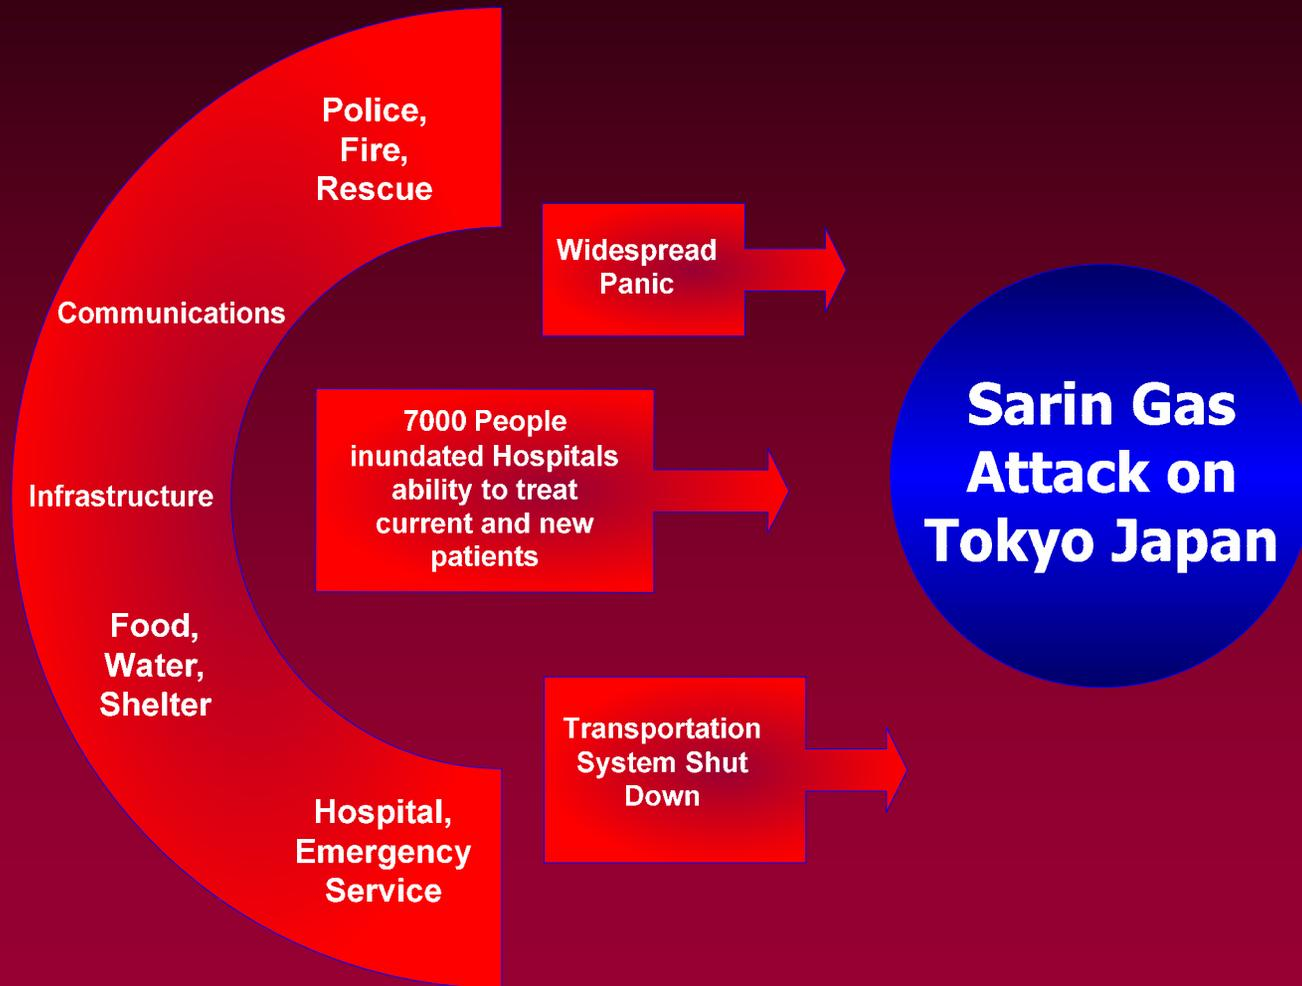 Police,
Fire,
Rescue
Communications
Infrastructure
Food,
Water,
Shelter
Hospital,
Emergency
Service
Widespread
Panic
7000 People
inundated Hospitals
ability to treat
current and new
patients
Transportation
System Shut
Down
Sarin Gas
Attack on
Tokyo Japan